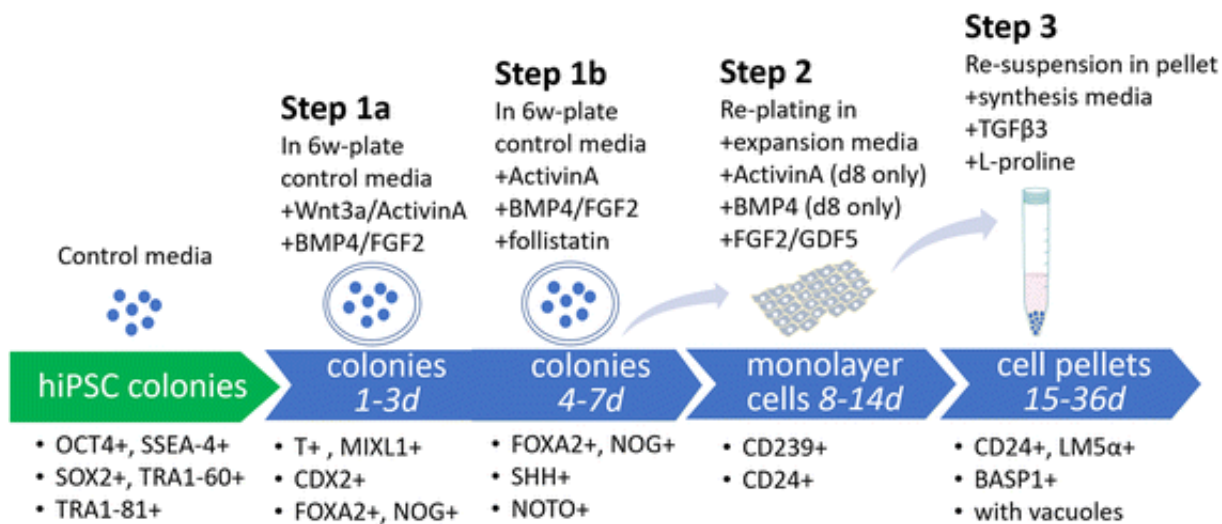 Control media
hiPSC colonies
• OCT4+, SSEA-4+
• SOX2+, TRA1-60+
• TRA1-81+
Step 1a
In 6w-plate
control media
+Wnt3a/ActivinA
+BMP4/FGF2
colonies
1-3d
• T+ , MIXL1+
• CDX2+
• FOXA2+, NOG+
Step 1b
In 6w-plate
control media
+ActivinA
+BMP4/FGF2
+follistatin
colonies
4-7d
• FOXA2+, NOG+
• SHH+
• NOTO+
Step 2
Re-plating in
+expansion media
+ActivinA (d8 only)
+BMP4 (d8 only)
+FGF2/GDF5
monolayer
cells 8-14d
• CD239+
• CD24+
Step 3
Re-suspension in pellet
+synthesis media
+TGFβ3
+L-proline
cell pellets
15-36d
• CD24+, LM5α+
• BASP1+
• with vacuoles